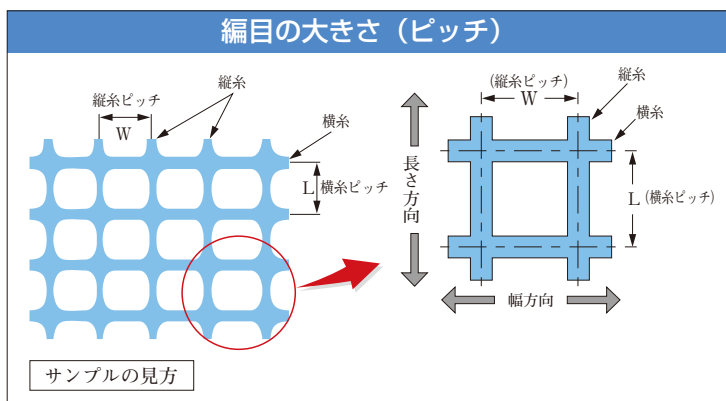 編目の大きさ（ピッチ）
縦糸ピッチ
W
縦糸
横糸
L 横糸ピッチ
サンプルの見方
(縦糸ピッチ)
W
縦糸
横糸
長さ方向
L (横糸ピッチ)
幅方向